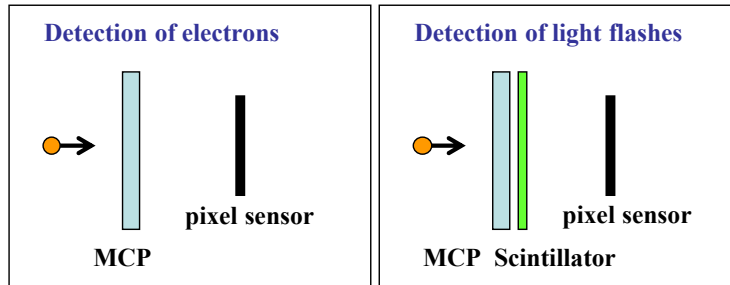 Detection of electrons
pixel sensor
MCP
Detection of light flashes
pixel sensor
MCP Scintillator